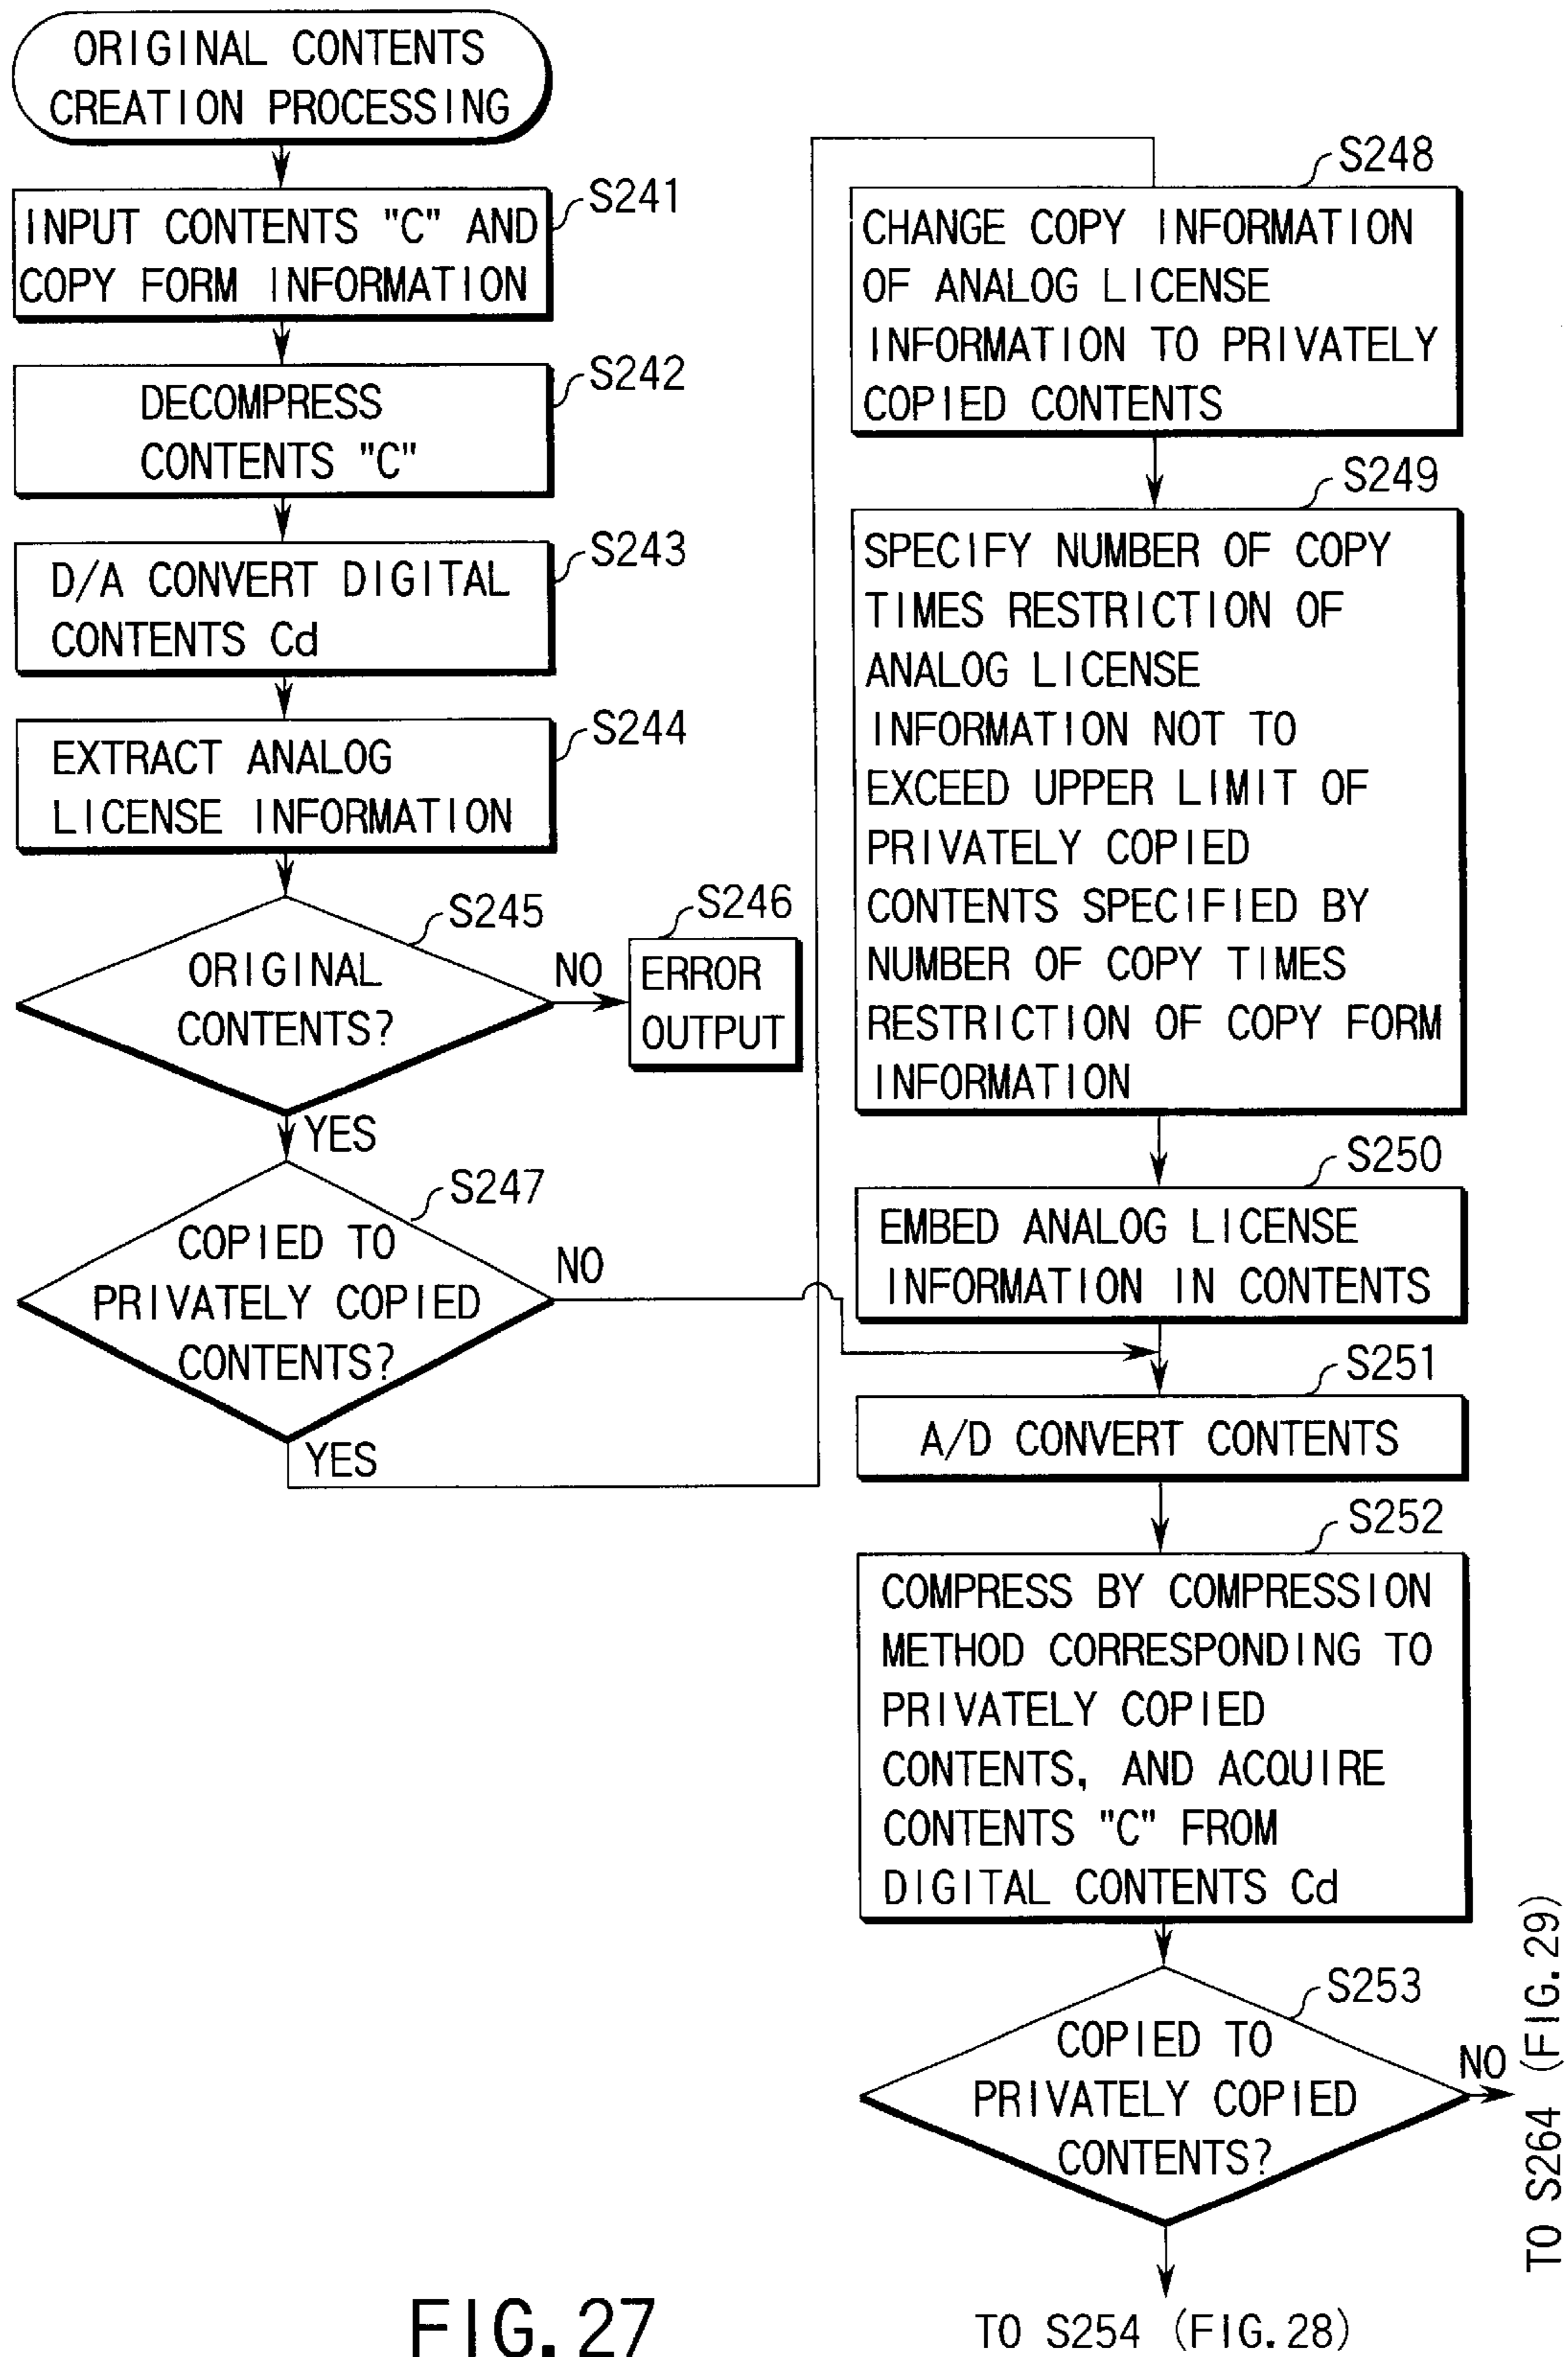 ORIGINAL CONTENTS
CREATION PROCESSING
S241
INPUT CONTENTS "C" AND
COPY FORM INFORMATION
S242
DECOMPRESS
CONTENTS "C"
S243
D/A CONVERT DIGITAL
CONTENTS Cd
S244
EXTRACT ANALOG
LICENSE INFORMATION
S245
ORIGINAL
CONTENTS?
NO
S246
ERROR
OUTPUT
YES
S247
COPIED TO
PRIVATELY COPIED
CONTENTS?
NO
YES
S248
CHANGE COPY INFORMATION
OF ANALOG LICENSE
INFORMATION TO PRIVATELY
COPIED CONTENTS
S249
SPECIFY NUMBER OF COPY
TIMES RESTRICTION OF
ANALOG LICENSE
INFORMATION NOT TO
EXCEED UPPER LIMIT OF
PRIVATELY COPIED
CONTENTS SPECIFIED BY
NUMBER OF COPY TIMES
RESTRICTION OF COPY FORM
INFORMATION
S250
EMBED ANALOG LICENSE
INFORMATION IN CONTENTS
S251
A/D CONVERT CONTENTS
S252
COMPRESS BY COMPRESSION
METHOD CORRESPONDING TO
PRIVATELY COPIED
CONTENTS, AND ACQUIRE
CONTENTS "C" FROM
DIGITAL CONTENTS Cd
S253
COPIED TO
PRIVATELY COPIED
CONTENTS?
NO
TO S264 (FIG.29)
TO S254 (FIG.28)
FIG.27